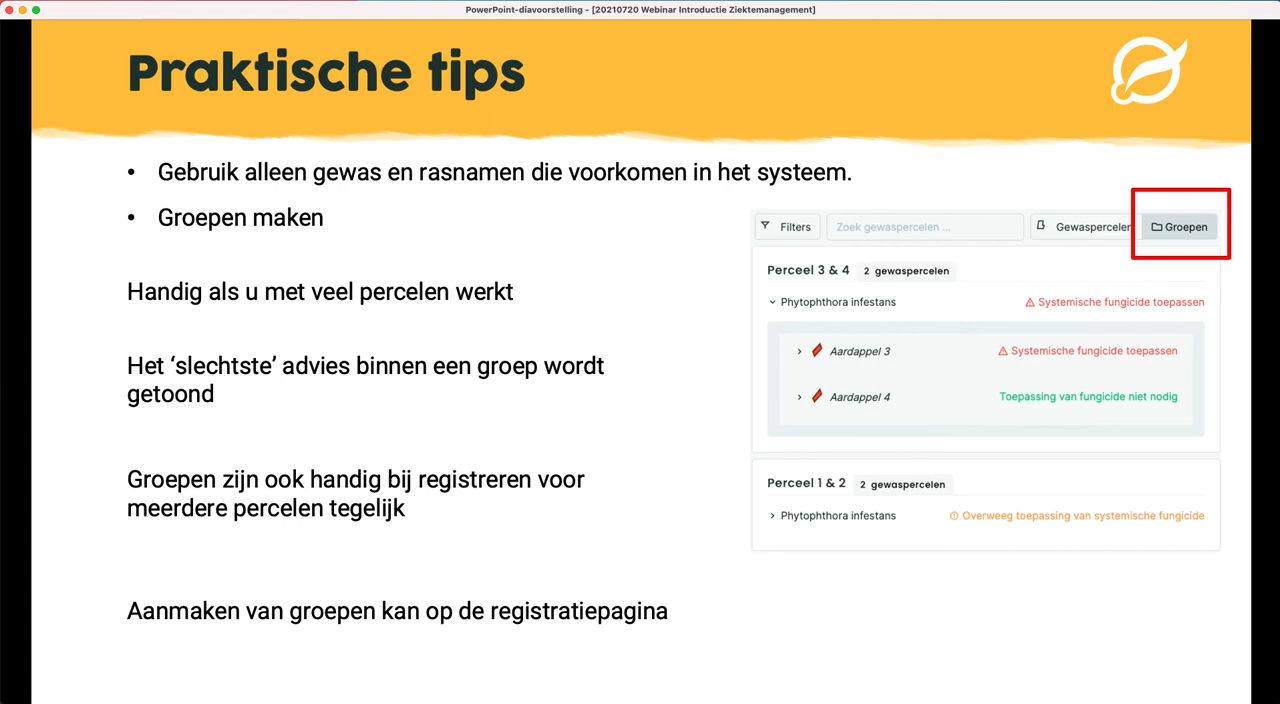 PowerPoint-diavoorstelling - [20210720 Webinar Introductie Ziektemanagement]
Praktische tips
• Gebruik alleen gewas en rasnamen die voorkomen in het systeem.
• Groepen maken
Handig als u met veel percelen werkt
Het ‘slechtste’ advies binnen een groep wordt
getoond
Groepen zijn ook handig bij registreren voor
meerdere percelen tegelijk
Aanmaken van groepen kan op de registratiepagina
Filters Zoek gewaspercelen ... Gewaspercelen Groepen
Perceel 3 & 4 2 gewaspercelen
Phytophthora infestans Systemische fungicide toepassen
Aardappel 3 Systemische fungicide toepassen
Aardappel 4 Toepassing van fungicide niet nodig
Perceel 1 & 2 2 gewaspercelen
Phytophthora infestans Overweeg toepassing van systemische fungicide